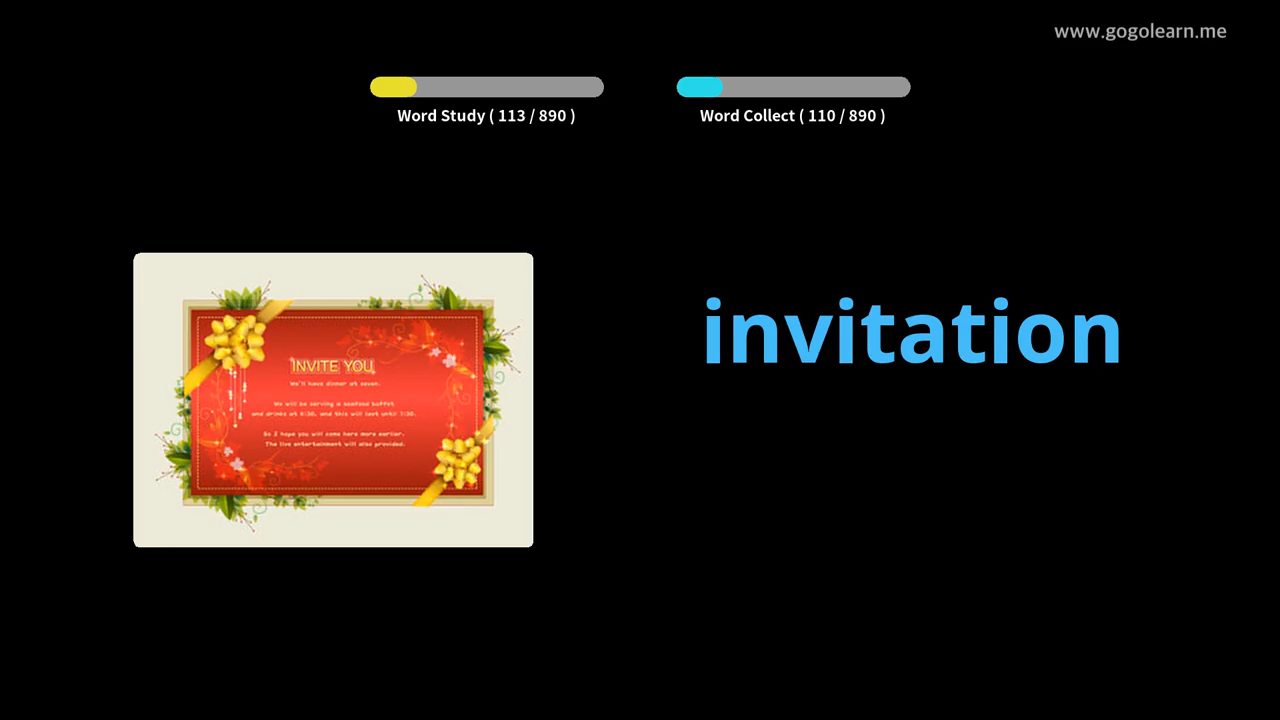 www.gogolearn.me
Word Study ( 113 / 890 )
Word Collect ( 110 / 890 )
invitation
INVITE YOU
We'll have dinner at seven.
We will be serving a seafood buffet
and drinks at 6:30, and this will last until 7:30.
So I hope you will come here more earlier.
The live entertainment will also provided.